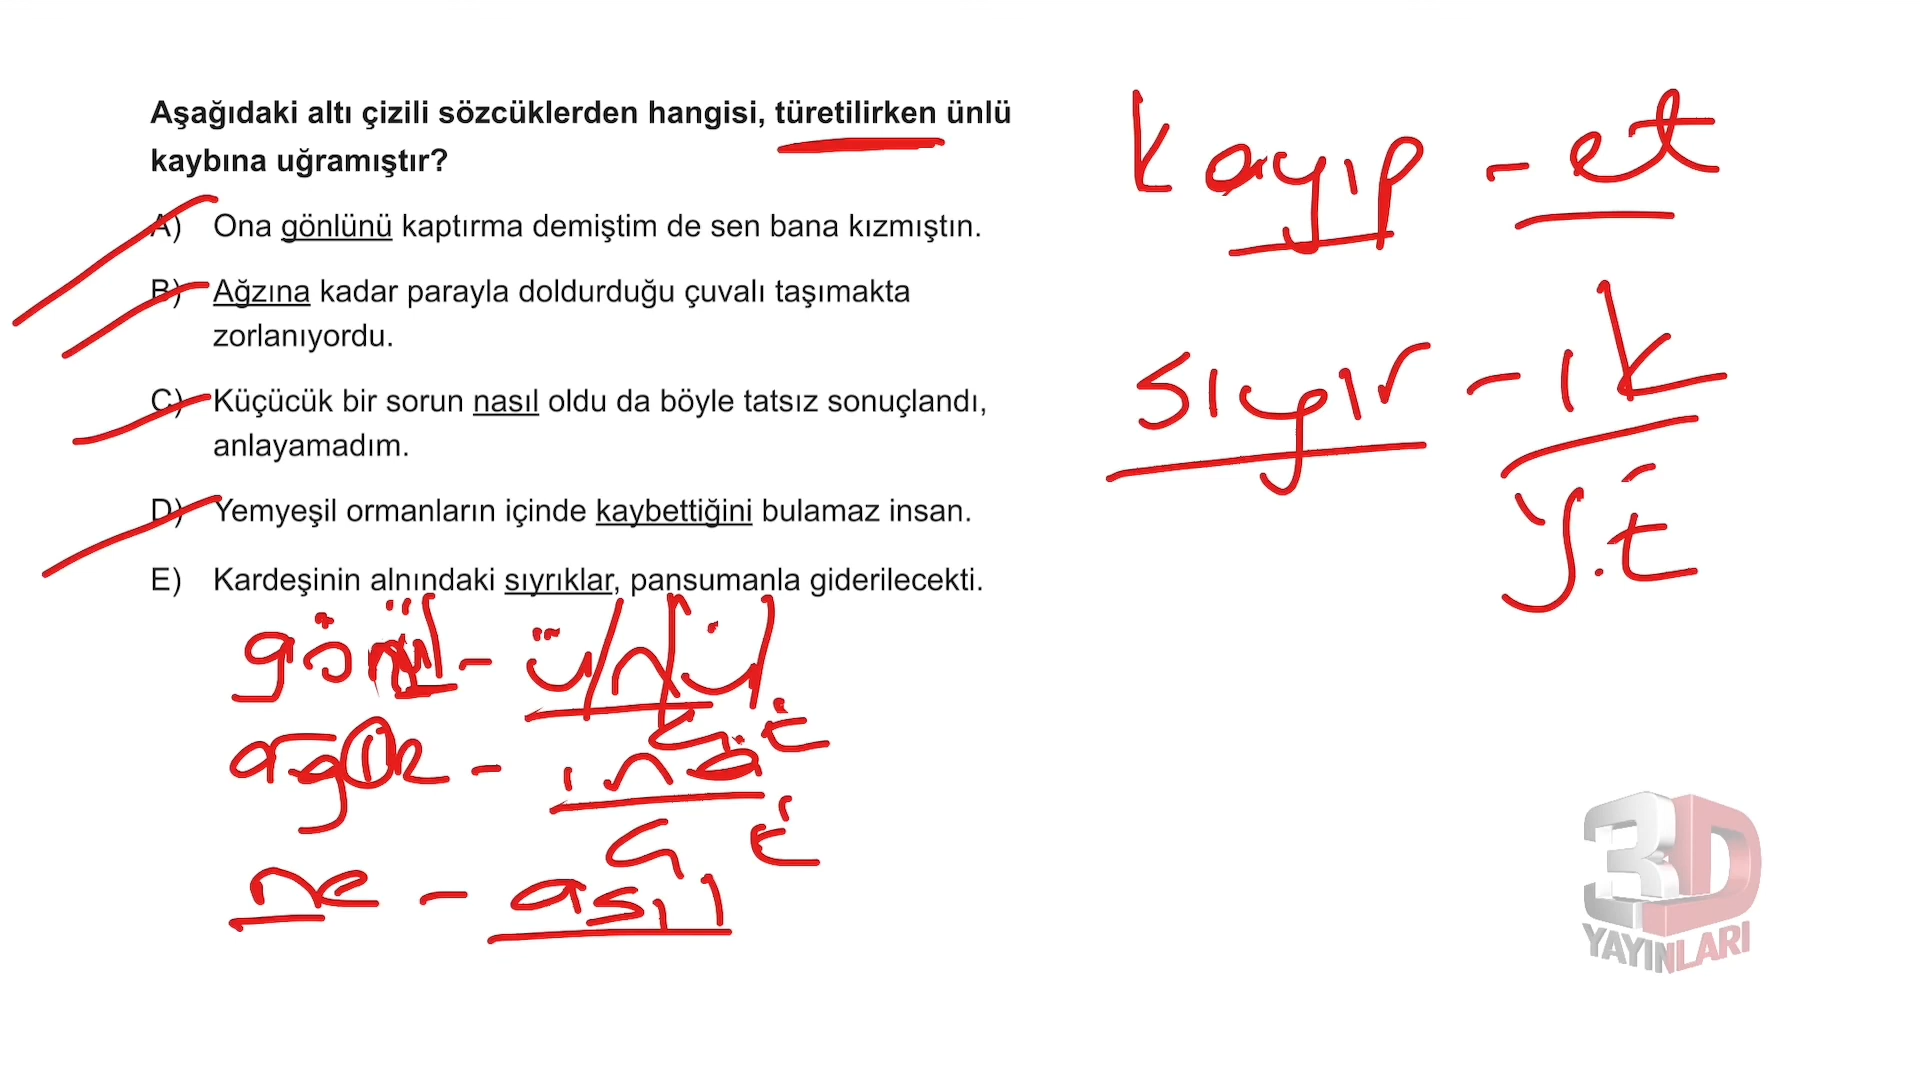 Aşağıdaki altı çizili sözcüklerden hangisi, türetilirken ünlü
kaybına uğramıştır?
A) Ona gönlünü kaptırma demiştim de sen bana kızmıştın.
B) Ağzına kadar parayla doldurduğu çuvalı taşımakta
zorlanıyordu.
C) Küçücük bir sorun nasıl oldu da böyle tatsız sonuçlandı,
anlayamadım.
D) Yemyeşil ormanların içinde kaybettiğini bulamaz insan.
E) Kardeşinin alnındaki sıyrıklar, pansumanla giderilecekti.
gönül - ünü
Ç.E
ağız - ına
Ç E
ne - asıl
kayıp - et
sıyır - ık
y.E
3D
YAYINLARI